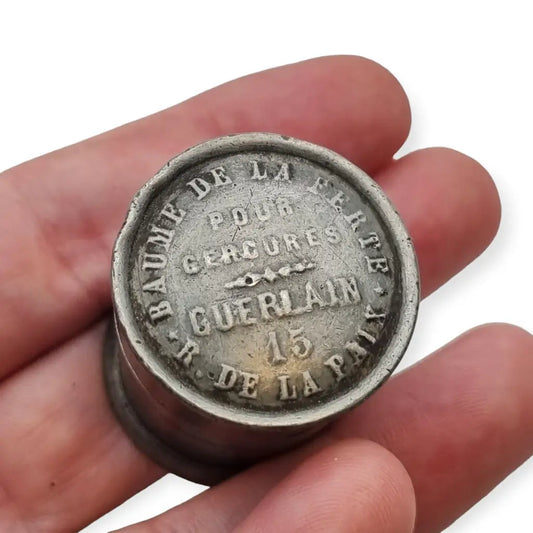 BAUME DE LA FERTE
POUR
GERCURES
GUERLAIN
15
R. DE LA PAIX